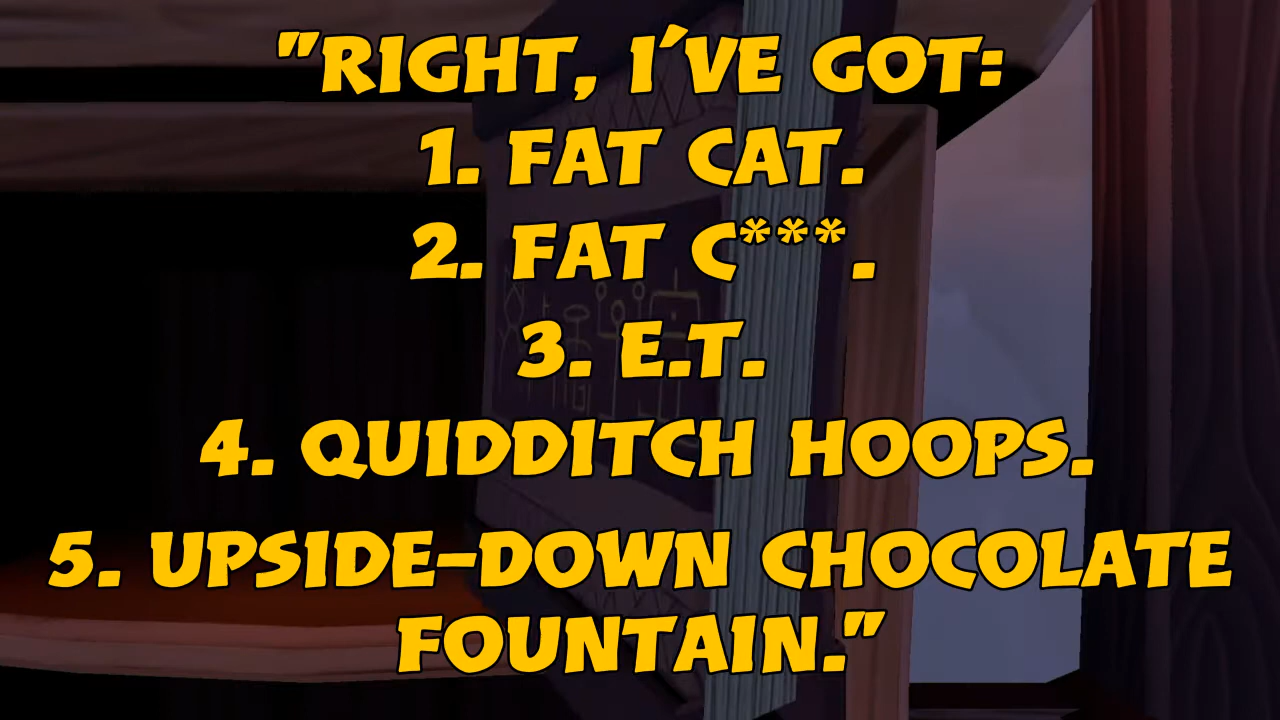 "RIGHT, I'VE GOT:
1. FAT CAT.
2. FAT C***.
3. E.T.
4. QUIDDITCH HOOPS.
5. UPSIDE-DOWN CHOCOLATE
FOUNTAIN."